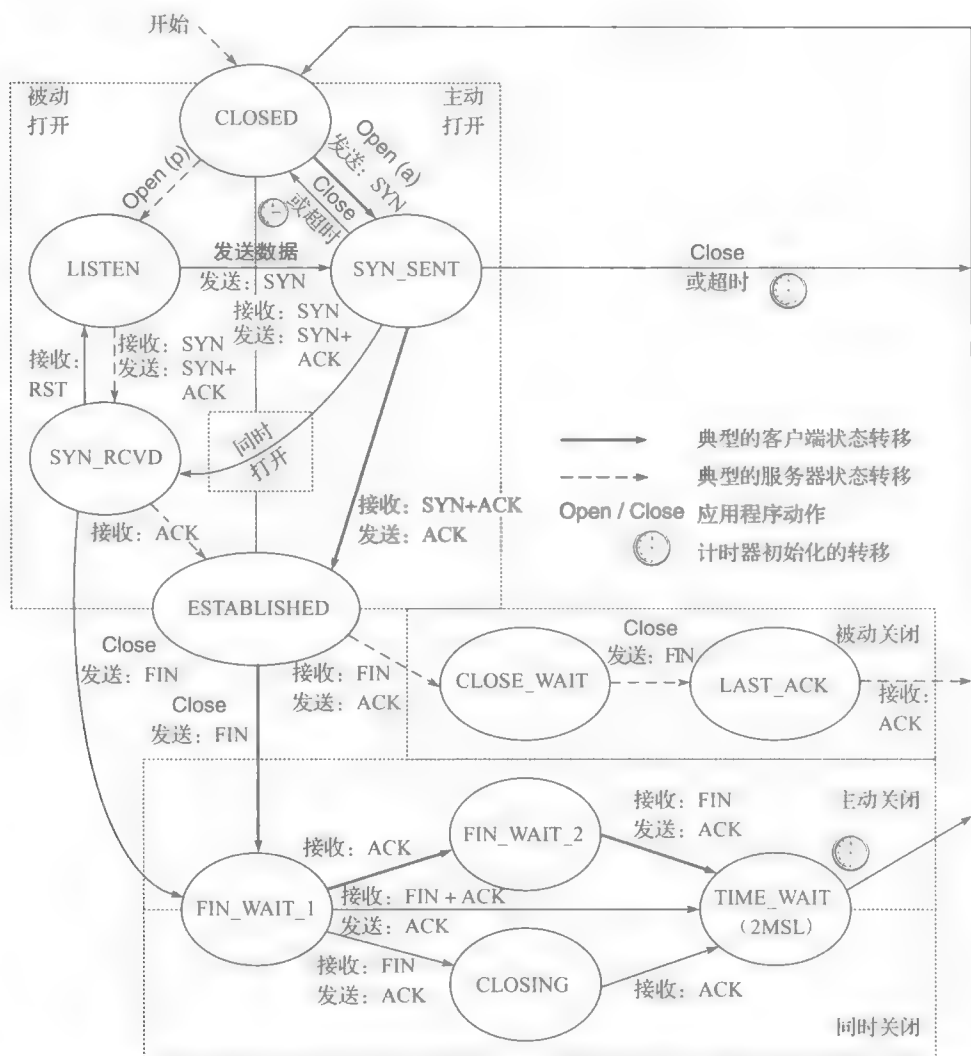 开始
被动
打开
主动
打开
CLOSED
Open (p)
Open (a)
发送：SYN
Close
或超时
LISTEN
发送数据
发送：SYN
SYN_SENT
Close
或超时
接收：SYN
发送：SYN+
ACK
接收：
RST
接收：SYN
发送：SYN+
ACK
SYN_RCVD
同时
打开
接收：ACK
接收：SYN+ACK
发送：ACK
典型的客户端状态转移
典型的服务器状态转移
Open / Close 应用程序动作
计时器初始化的转移
ESTABLISHED
Close
发送：FIN
接收：FIN
发送：ACK
Close
发送：FIN
被动关闭
CLOSE_WAIT
Close
发送：FIN
LAST_ACK
接收：
ACK
主动关闭
接收：ACK
FIN_WAIT_2
接收：FIN
发送：ACK
FIN_WAIT_1
接收：FIN + ACK
发送：ACK
TIME_WAIT
（2MSL）
接收：FIN
发送：ACK
CLOSING
接收：ACK
同时关闭